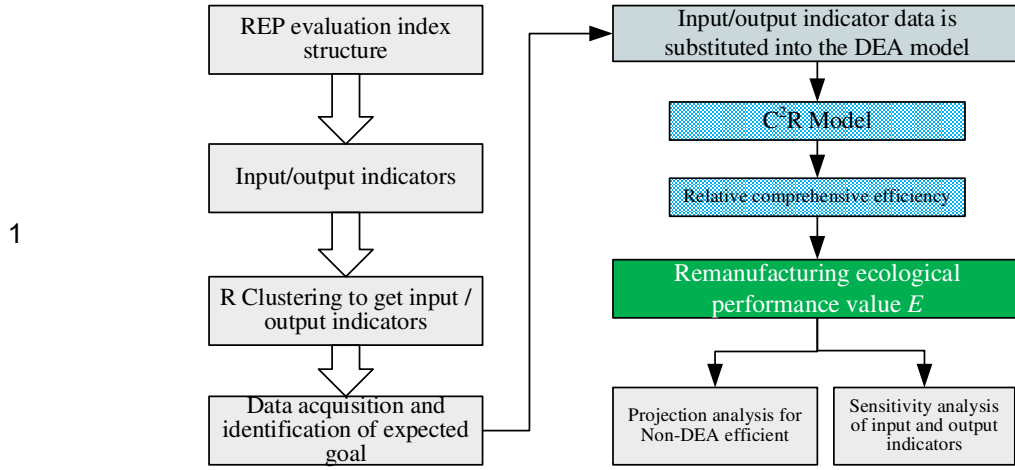 1
REP evaluation index
structure
Input/output indicators
R Clustering to get input /
output indicators
Data acquisition and
identification of expected
goal
Input/output indicator data is
substituted into the DEA model
C²R Model
Relative comprehensive efficiency
Remanufacturing ecological
performance value E
Projection analysis for
Non-DEA efficient
Sensitivity analysis
of input and output
indicators